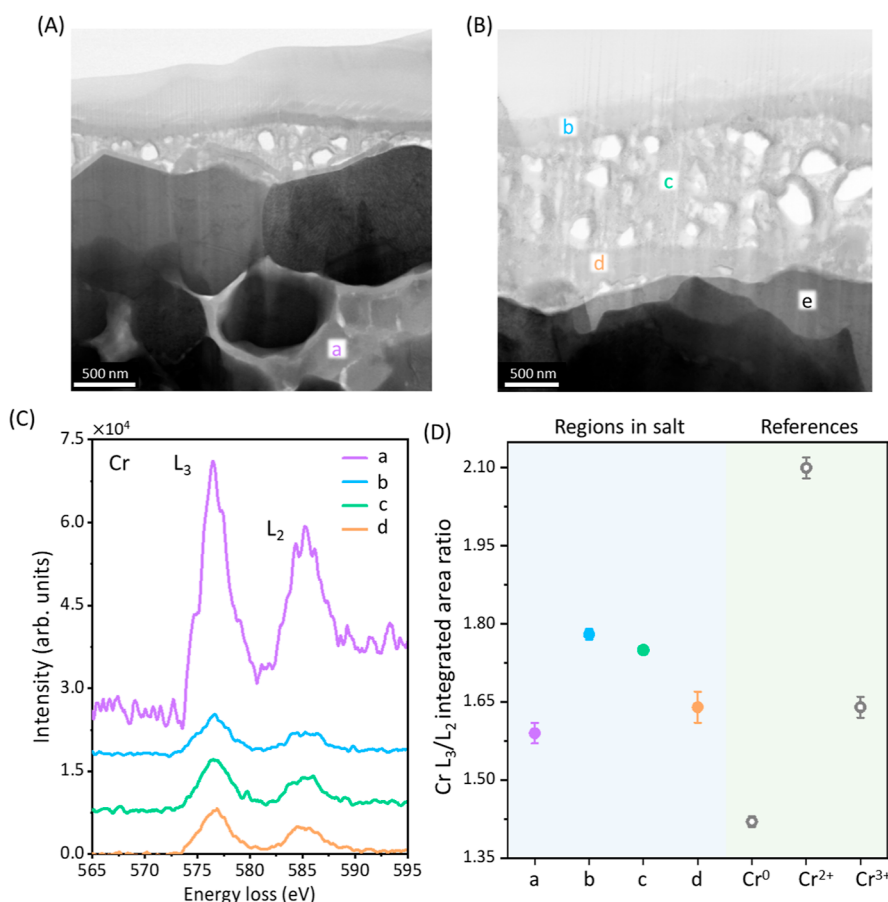 (A)
a
500 nm
(B)
b
c
d
e
500 nm
(C)
×10⁴
7.5
6.0
4.5
3.0
1.5
0.0
Intensity (arb. units)
Cr
L₃
L₂
a
b
c
d
565 570 575 580 585 590 595
Energy loss (eV)
(D)
Regions in salt References
2.10
1.95
1.80
1.65
1.50
1.35
Cr L₃/L₂ integrated area ratio
a b c d Cr⁰ Cr²⁺ Cr³⁺